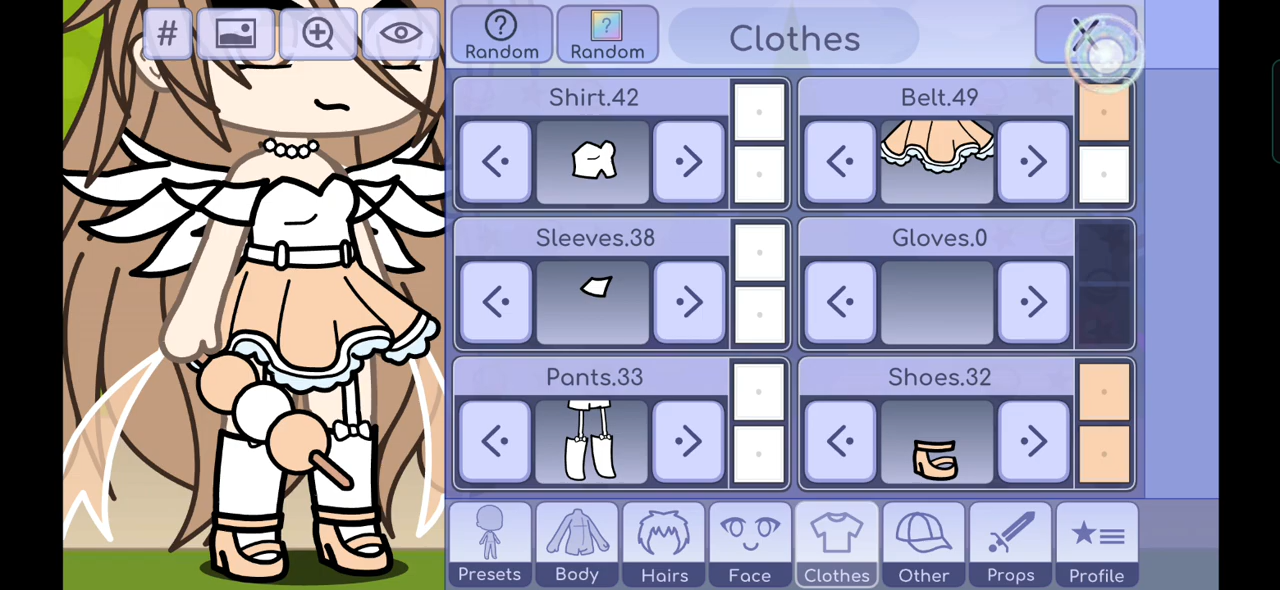 #
? Random
? Random
Clothes
Shirt.42
Belt.49
Sleeves.38
Gloves.0
Pants.33
Shoes.32
Presets
Body
Hairs
Face
Clothes
Other
Props
Profile